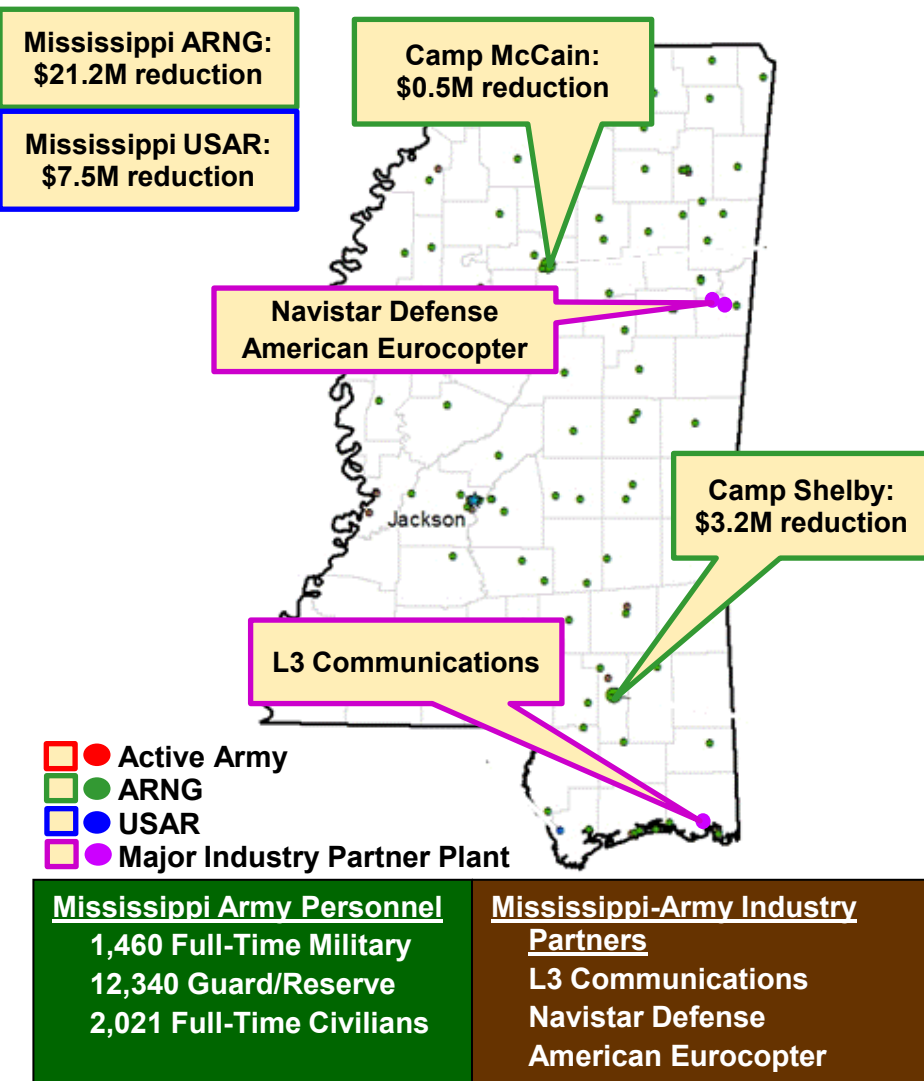 Mississippi ARNG:
$21.2M reduction
Mississippi USAR:
$7.5M reduction
Camp McCain:
$0.5M reduction
Navistar Defense
American Eurocopter
Camp Shelby:
$3.2M reduction
Jackson
L3 Communications
Active Army
ARNG
USAR
Major Industry Partner Plant
Mississippi Army Personnel
1,460 Full-Time Military
12,340 Guard/Reserve
2,021 Full-Time Civilians
Mississippi-Army Industry
Partners
L3 Communications
Navistar Defense
American Eurocopter